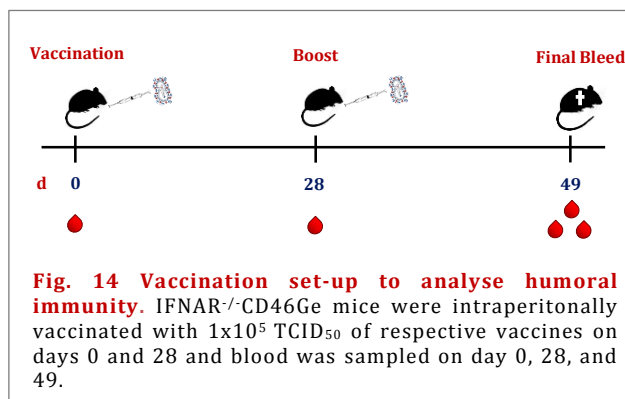 Vaccination Boost Final Bleed
d 0 28 49
Fig. 14 Vaccination set-up to analyse humoral
immunity. IFNAR-/-CD46Ge mice were intraperitonally
vaccinated with 1x10⁵ TCID₅₀ of respective vaccines on
days 0 and 28 and blood was sampled on day 0, 28, and
49.